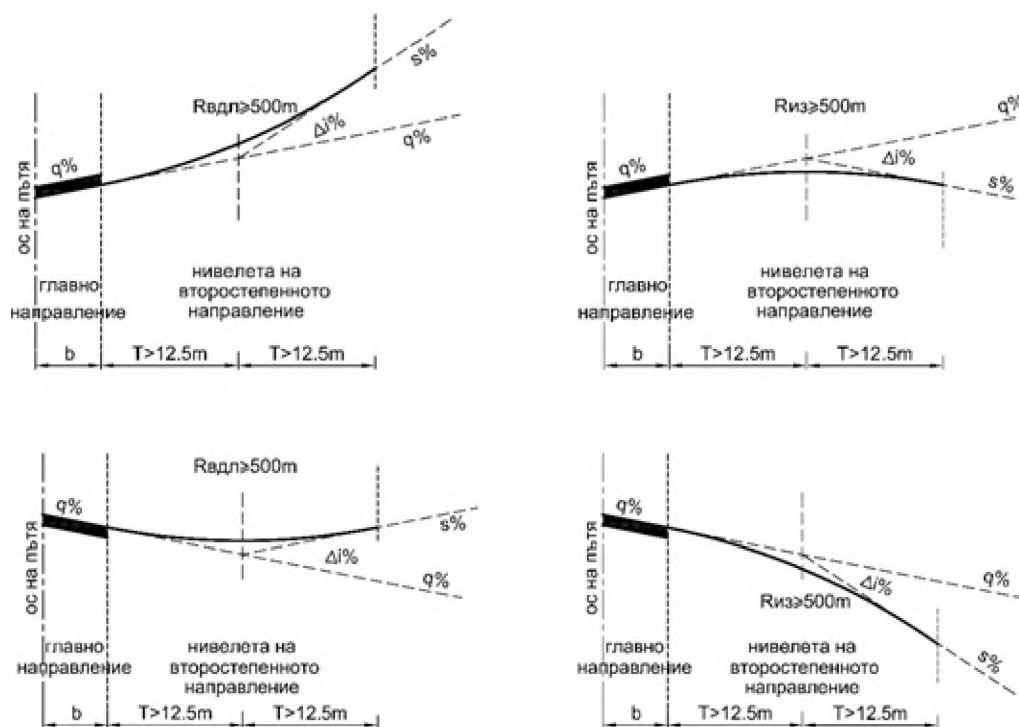 s%
Rвдл≥500m
Δi%
q%
q%
ос на пътя
главно
направление
нивелета на
второстепенното
направление
b
T>12.5m
T>12.5m
Rиз≥500m
q%
Δi%
q%
s%
ос на пътя
главно
направление
нивелета на
второстепенното
направление
b
T>12.5m
T>12.5m
Rвдл≥500m
q%
s%
Δi%
q%
ос на пътя
главно
направление
нивелета на
второстепенното
направление
b
T>12.5m
T>12.5m
q%
q%
Δi%
Rиз≥500m
s%
ос на пътя
главно
направление
нивелета на
второстепенното
направление
b
T>12.5m
T>12.5m